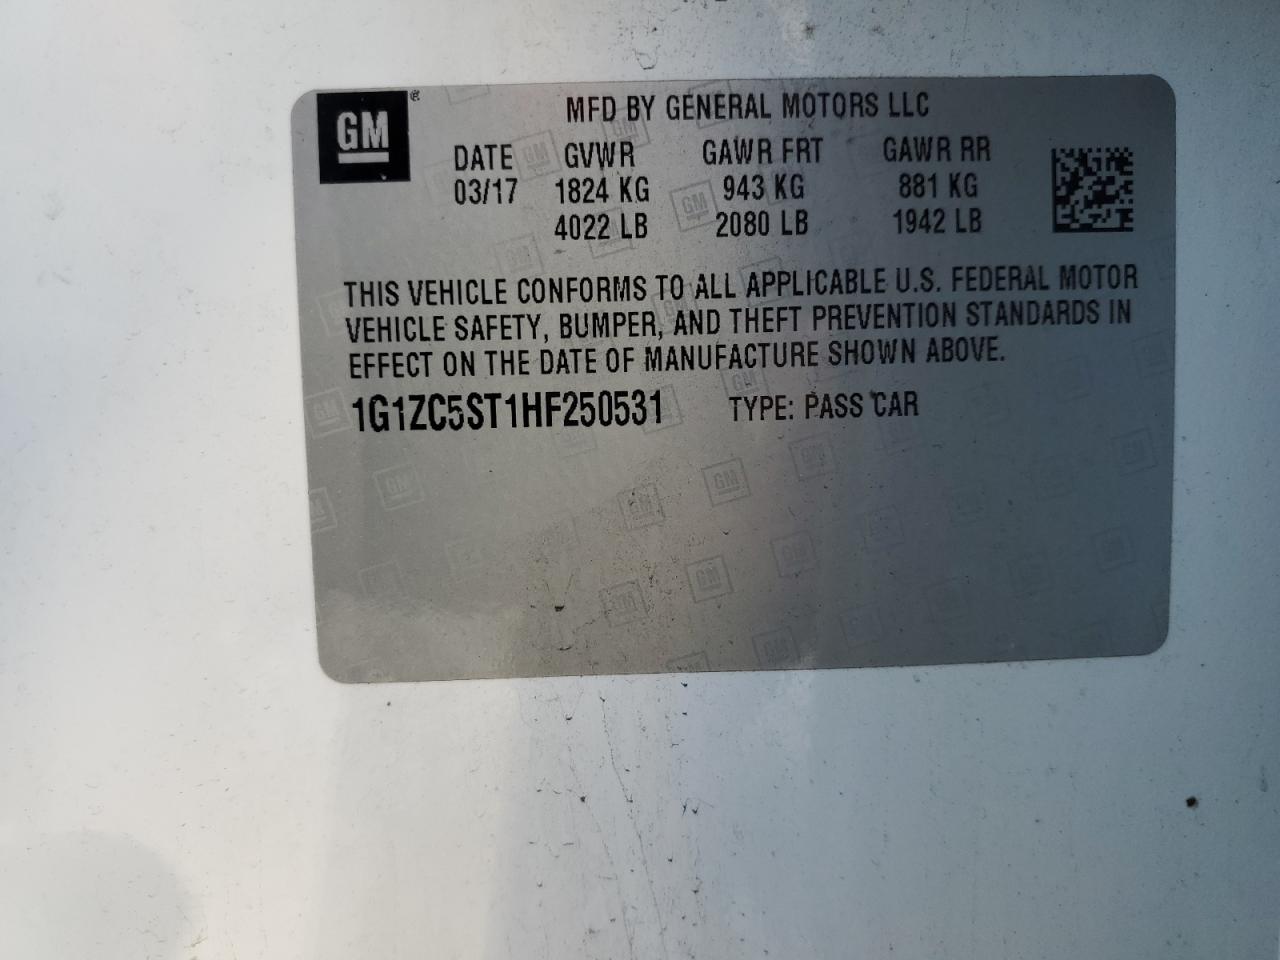 GM
MFD BY GENERAL MOTORS LLC
DATE GVWR GAWR FRT GAWR RR
03/17 1824 KG 943 KG 881 KG
4022 LB 2080 LB 1942 LB
THIS VEHICLE CONFORMS TO ALL APPLICABLE U.S. FEDERAL MOTOR
VEHICLE SAFETY, BUMPER, AND THEFT PREVENTION STANDARDS IN
EFFECT ON THE DATE OF MANUFACTURE SHOWN ABOVE.
1G1ZC5ST1HF250531 TYPE: PASS CAR